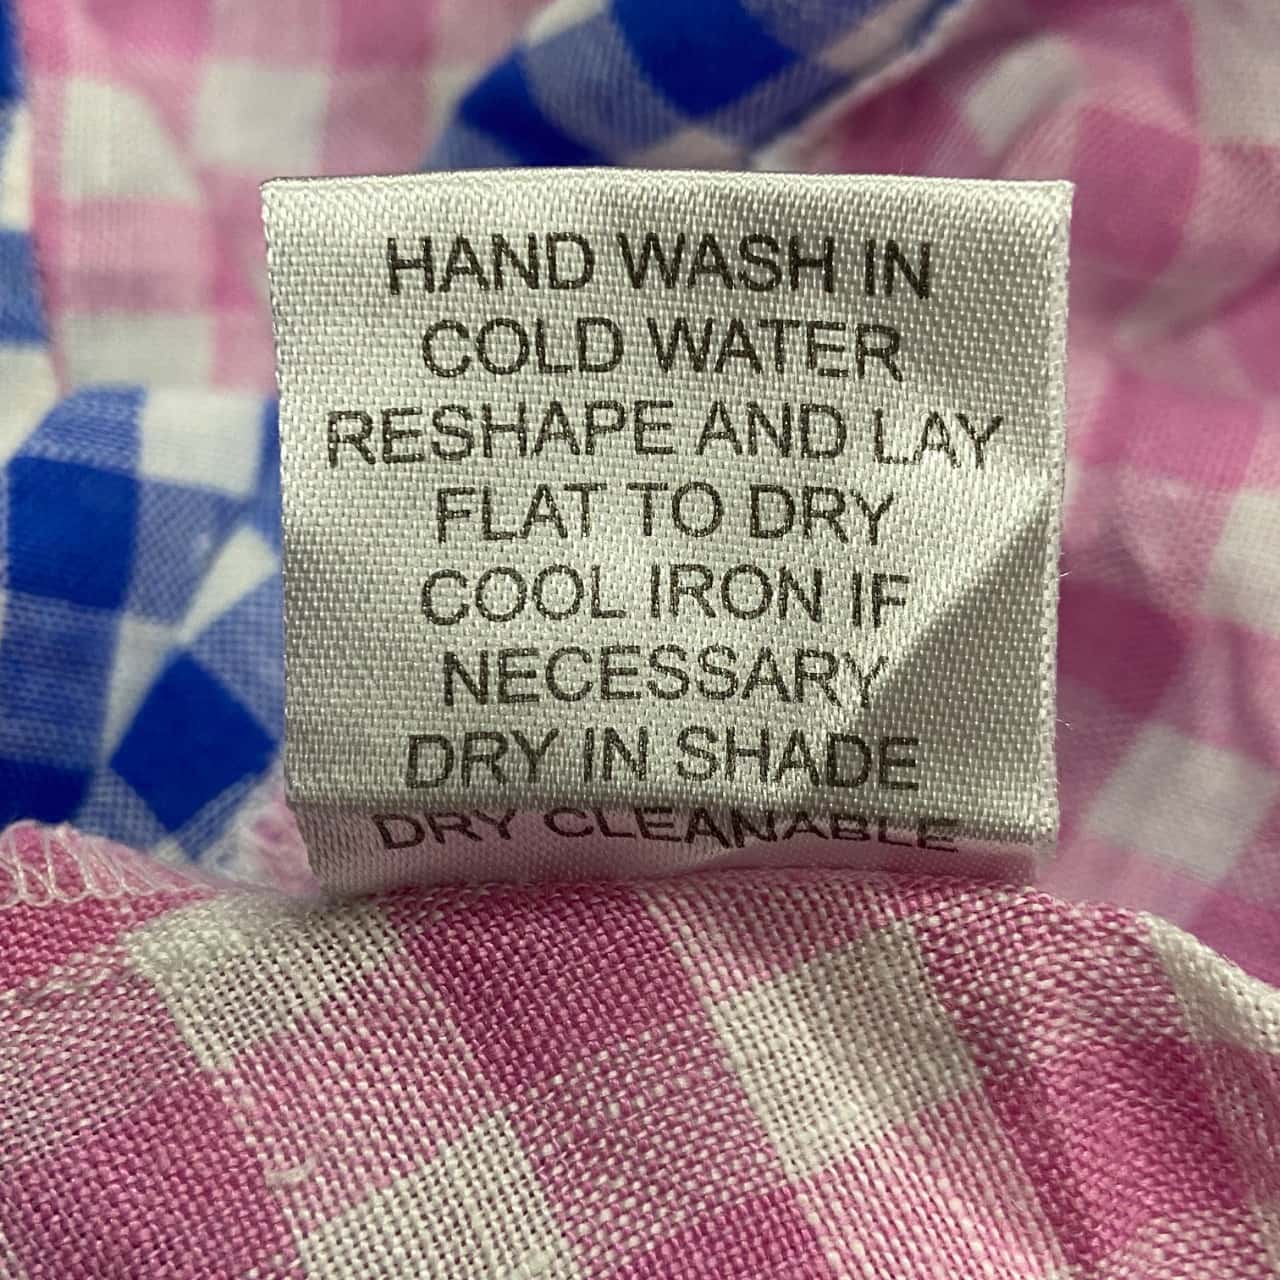 HAND WASH IN
COLD WATER
RESHAPE AND LAY
FLAT TO DRY
COOL IRON IF
NECESSARY
DRY IN SHADE
DRY CLEANABLE